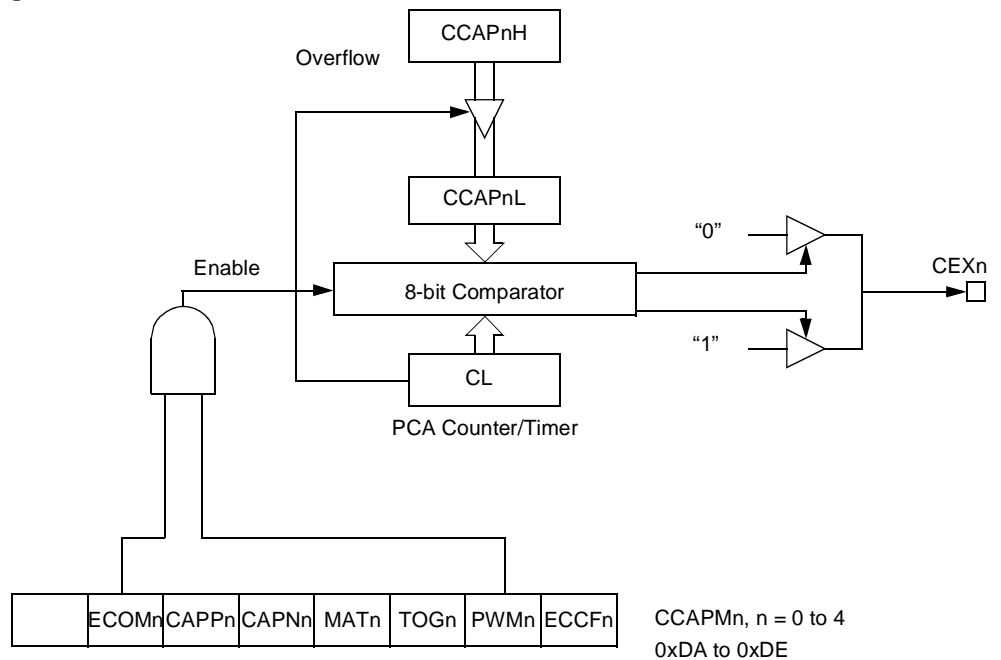 CCAPnH
Overflow
CCAPnL
“0”
Enable
CEXn
8-bit Comparator
“1”
CL
PCA Counter/Timer
ECOMn CAPPn CAPNn MATn TOGn PWMn ECCFn
CCAPMn, n = 0 to 4
0xDA to 0xDE